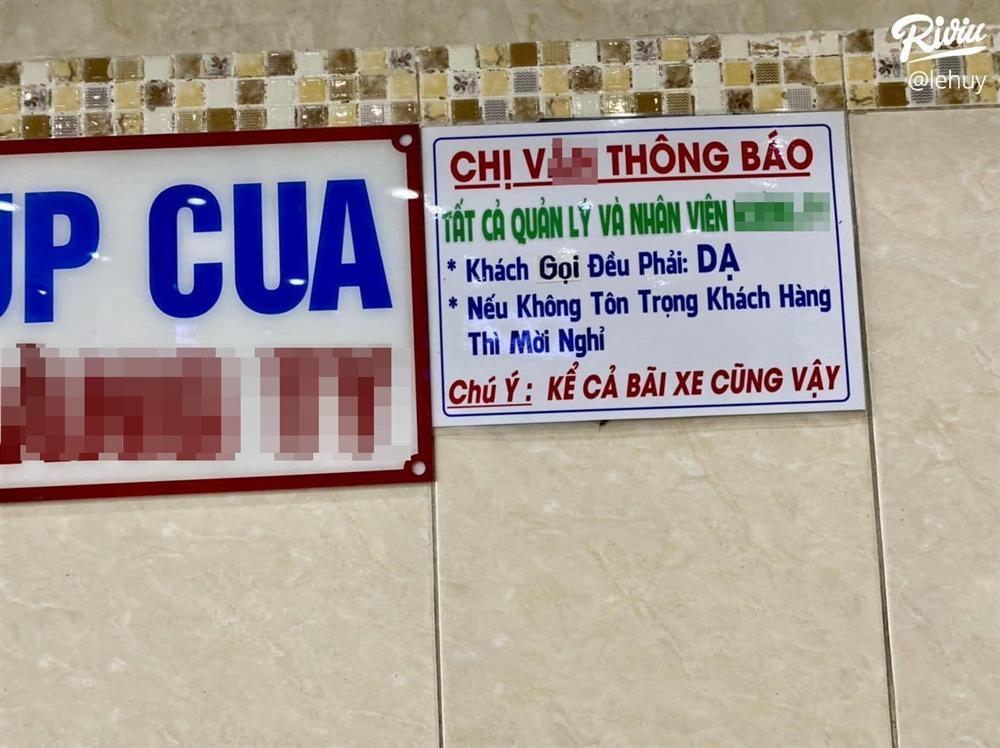 Riviu
@lehuy
CUA
CHỊ THÔNG BÁO
TẤT CẢ QUẢN LÝ VÀ NHÂN VIÊN
* Khách Gọi Đều Phải: DẠ
* Nếu Không Tôn Trọng Khách Hàng
Thì Mời Nghỉ
Chú Ý : KỂ CẢ BÃI XE CŨNG VẬY